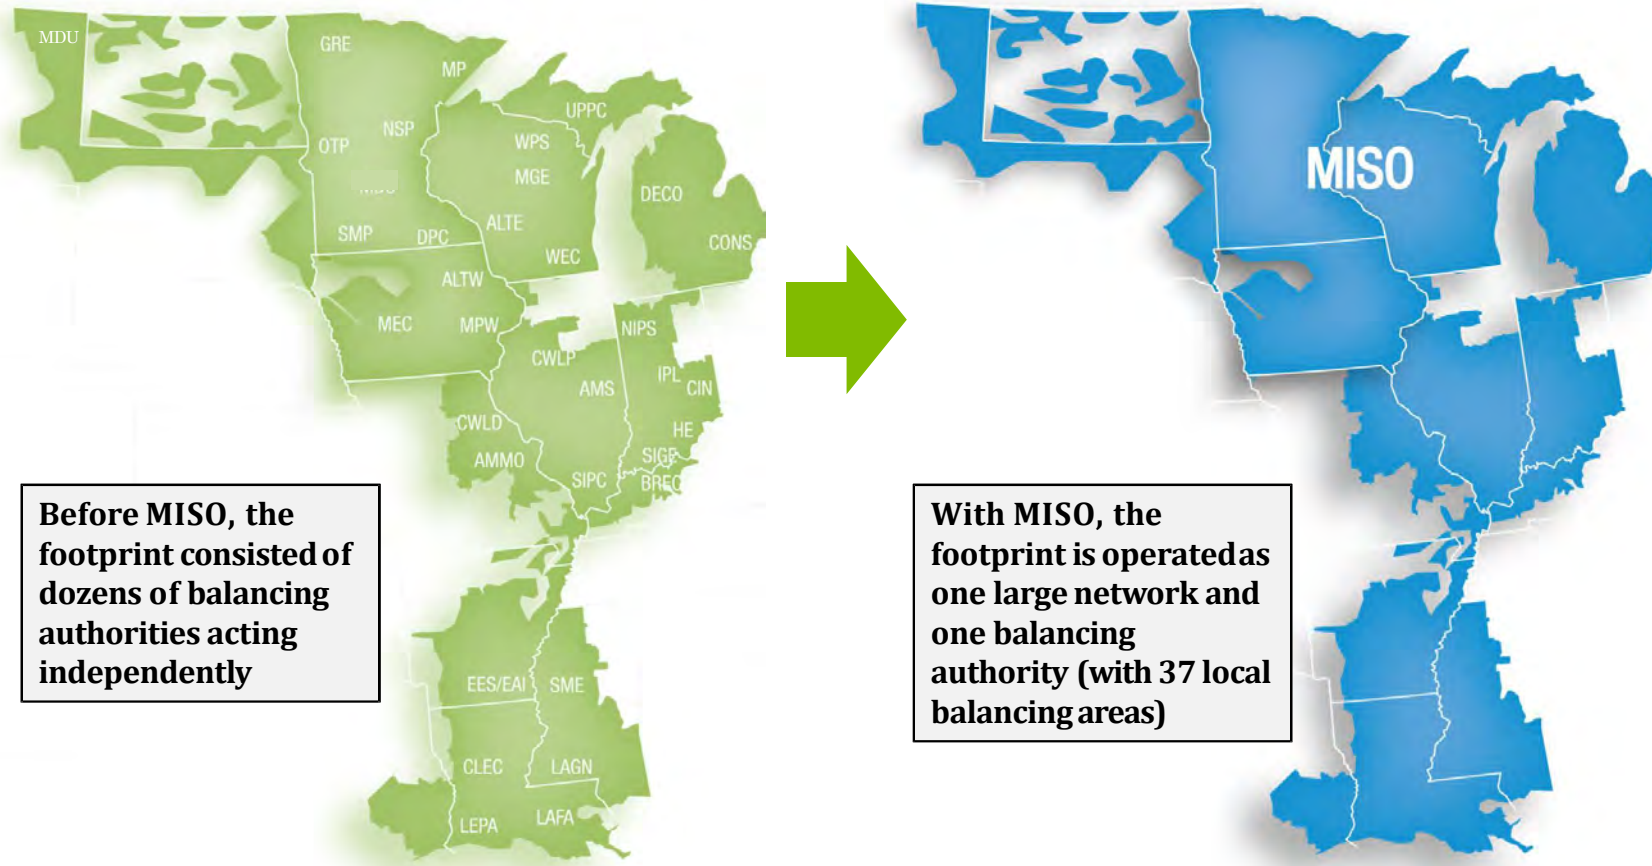 MDU
GRE
MP
UPPC
NSP
WPS
OTP
MGE
DECO
ALTE
SMP
DPC
CONS
WEC
ALTW
MEC
MPW
NIPS
CWLP
IPL
AMS
CIN
CWLD
HE
AMMO
SIGE
SIPC
BREC
EES/EAI
SME
CLEC
LAGN
LEPA
LAFA
Before MISO, the
footprint consisted of
dozens of balancing
authorities acting
independently
MISO
With MISO, the
footprint is operated as
one large network and
one balancing
authority (with 37 local
balancing areas)